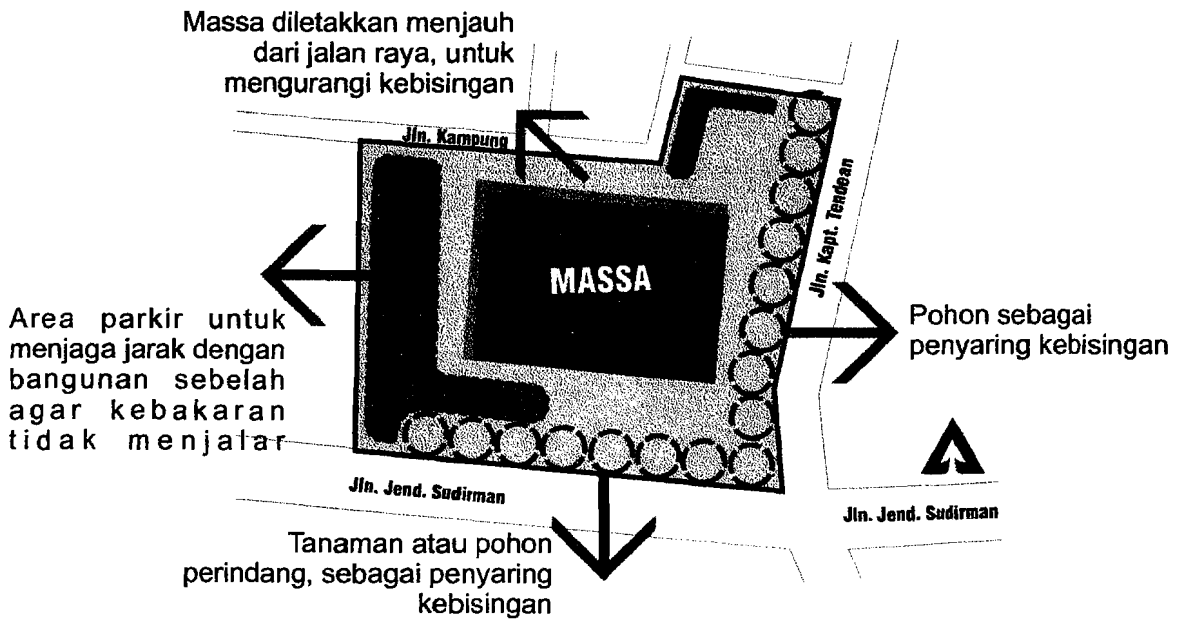 Massa diletakkan menjauh
dari jalan raya, untuk
mengurangi kebisingan
Jln. Kampung
Jln. Kapt. Tendean
MASSA
Area parkir untuk
menjaga jarak dengan
bangunan sebelah
agar kebakaran
tidak menjalar
Pohon sebagai
penyaring kebisingan
Jln. Jend. Sudirman
Jln. Jend. Sudirman
Tanaman atau pohon
perindang, sebagai penyaring
kebisingan